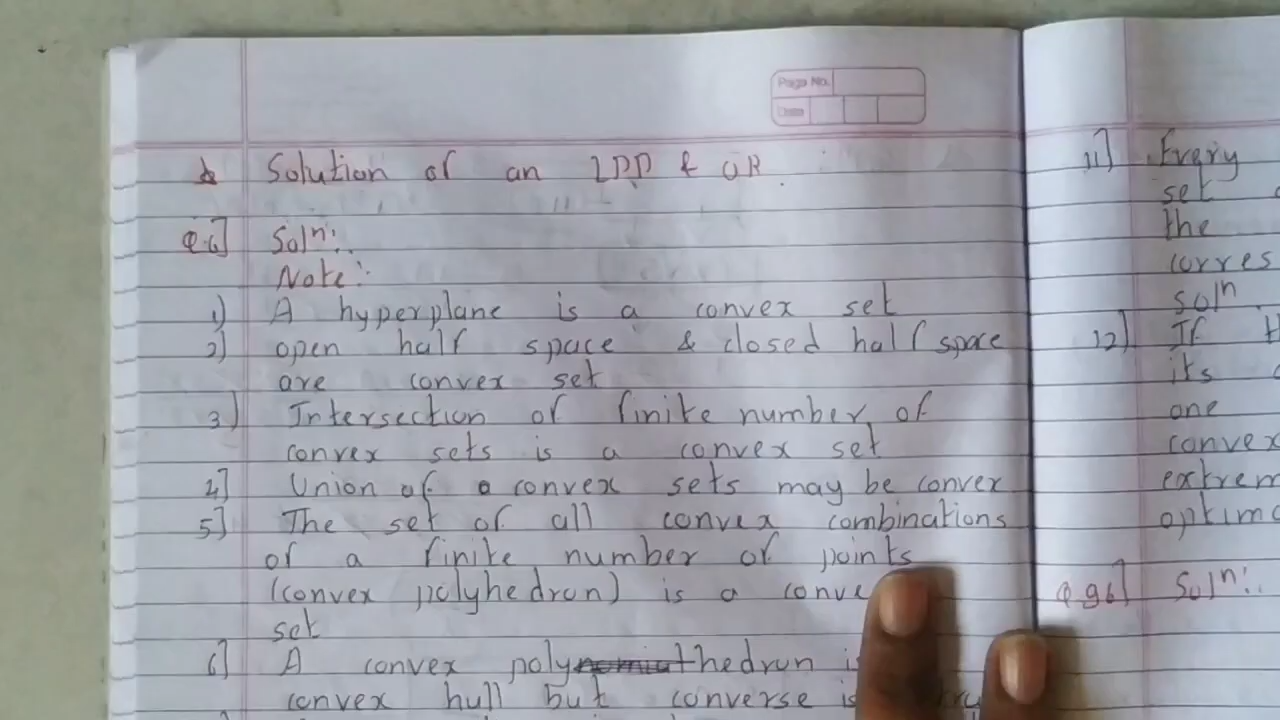 Page No.
Date
Solution of an LPP & OR.
Q.6] Solⁿ:.
Note:
1) A hyperplane is a convex set
2) open half space & closed half space
are convex set
3) Intersection of finite number of
convex sets is a convex set
4] Union of a convex sets may be convex
5] The set of all convex combinations
of a finite number of points
(convex polyhedron) is a conve
set
6] A convex polythedron is
convex hull but converse is
11] Every
set
the
corres
solⁿ.
12] If
its
one
convex
extrem
optima
Q.96] Solⁿ:.